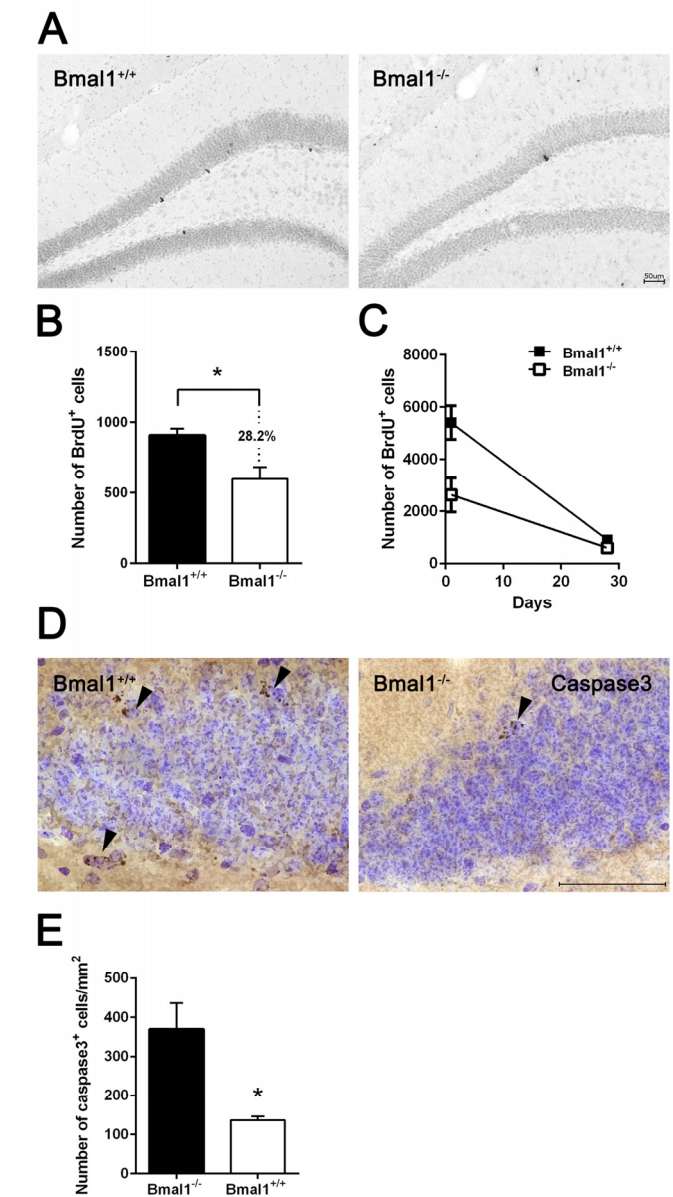 A
Bmal1+/+
Bmal1-/-
50um
B
C
Number of BrdU+ cells
1500
1000
500
0
*
28.2%
Bmal1+/+
Bmal1-/-
Number of BrdU+ cells
8000
6000
4000
2000
0
Bmal1+/+
Bmal1-/-
0
10
20
30
Days
D
Bmal1+/+
Bmal1-/-
Caspase3
E
Number of caspase3+ cells/mm2
500
400
300
200
100
0
*
Bmal1-/-
Bmal1+/+